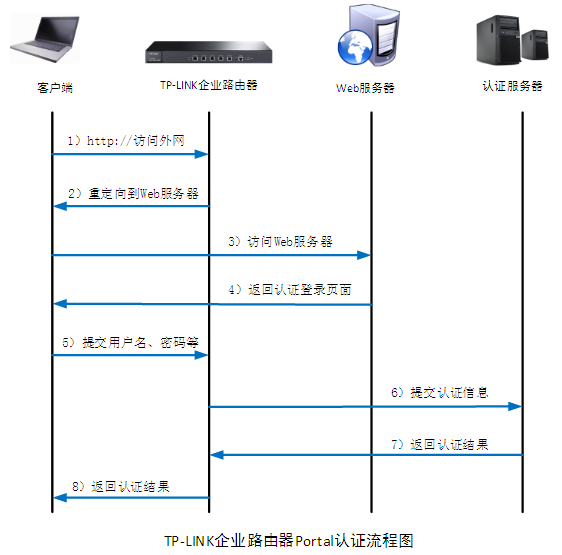 客户端
TP-LINK企业路由器
Web服务器
认证服务器
1）http://访问外网
2）重定向到Web服务器
3）访问Web服务器
4）返回认证登录页面
5）提交用户名、密码等
6）提交认证信息
7）返回认证结果
8）返回认证结果
TP-LINK企业路由器Portal认证流程图